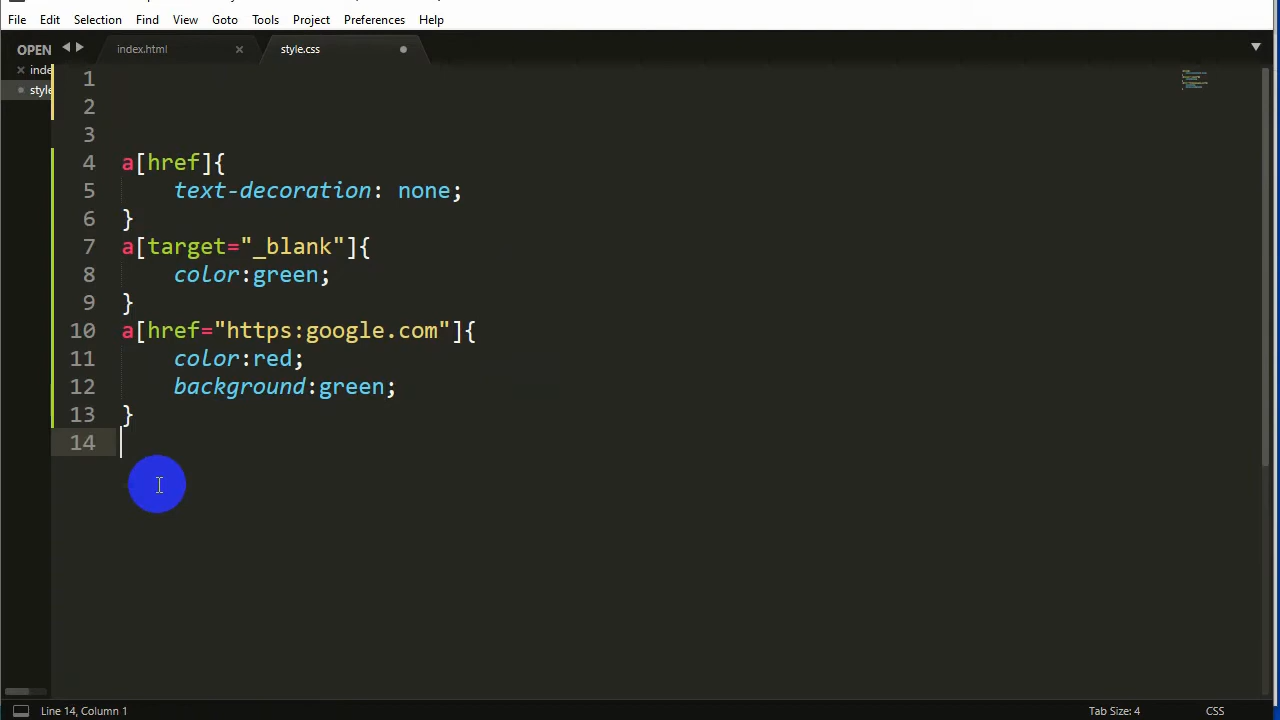 File Edit Selection Find View Goto Tools Project Preferences Help
OPEN index.html style.css
inde
style
1
2
3
4 a[href]{
5 text-decoration: none;
6 }
7 a[target="_blank"]{
8 color:green;
9 }
10 a[href="https:google.com"]{
11 color:red;
12 background:green;
13 }
14
Line 14, Column 1 Tab Size: 4 CSS